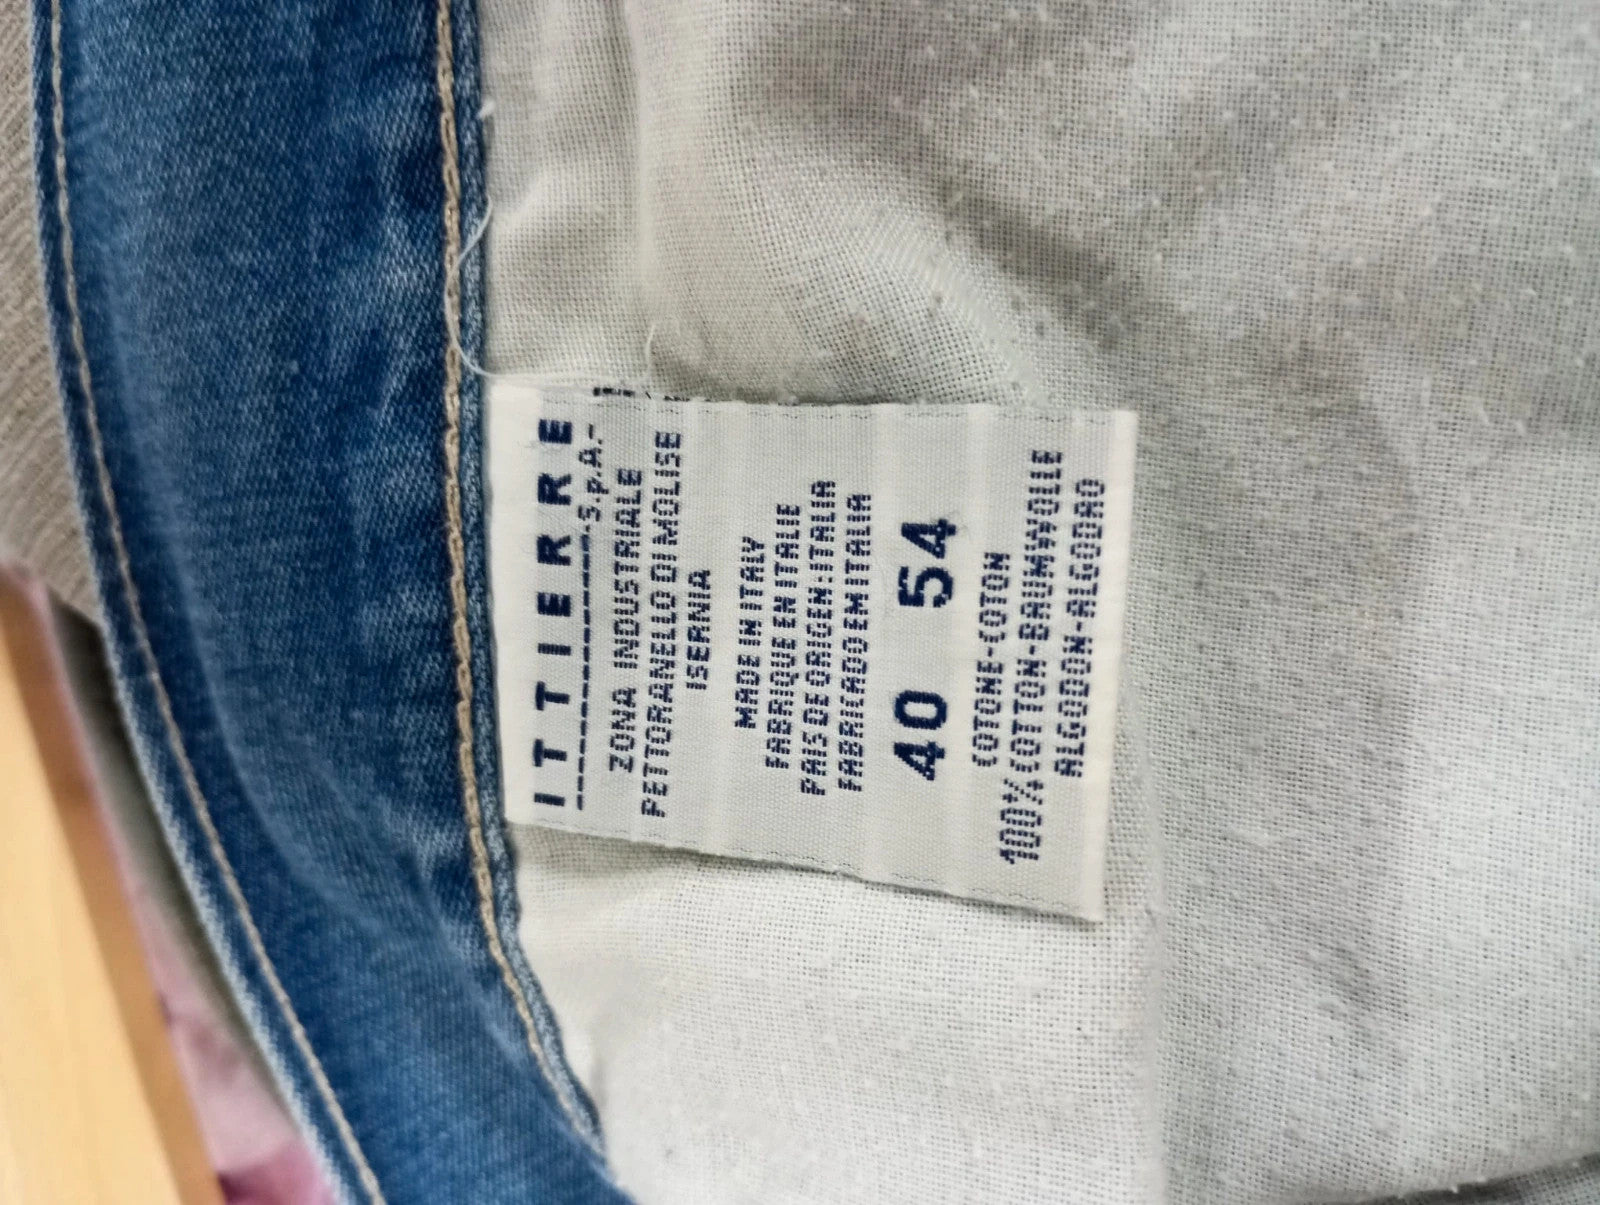 ITTIERRE
S.p.A.-
ZONA INDUSTRIALE
PETTORANELLO DI MOLISE
ISERNIA
MADE IN ITALY
FABRIQUE EN ITALIE
PAIS DE ORIGEN:ITALIA
FABRICADO EM ITALIA
40 54
COTONE-COTON
100% COTTON-BAUMWOLLE
ALGODON-ALGODAO